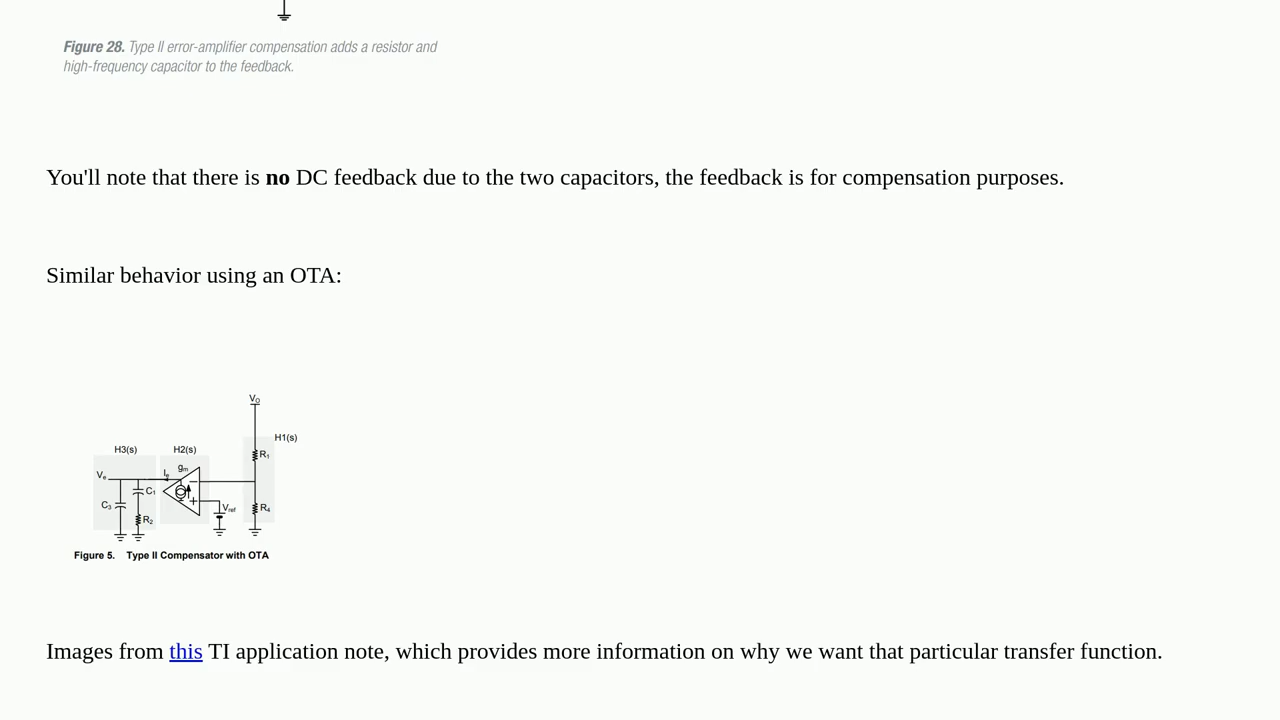 Figure 28. Type II error-amplifier compensation adds a resistor and
high-frequency capacitor to the feedback.
You'll note that there is no DC feedback due to the two capacitors, the feedback is for compensation purposes.
Similar behavior using an OTA:
VO
H1(s)
H3(s) H2(s)
R1
gm
Ve
Ie
C1
C3
Vref
R4
R2
Figure 5. Type II Compensator with OTA
Images from this TI application note, which provides more information on why we want that particular transfer function.